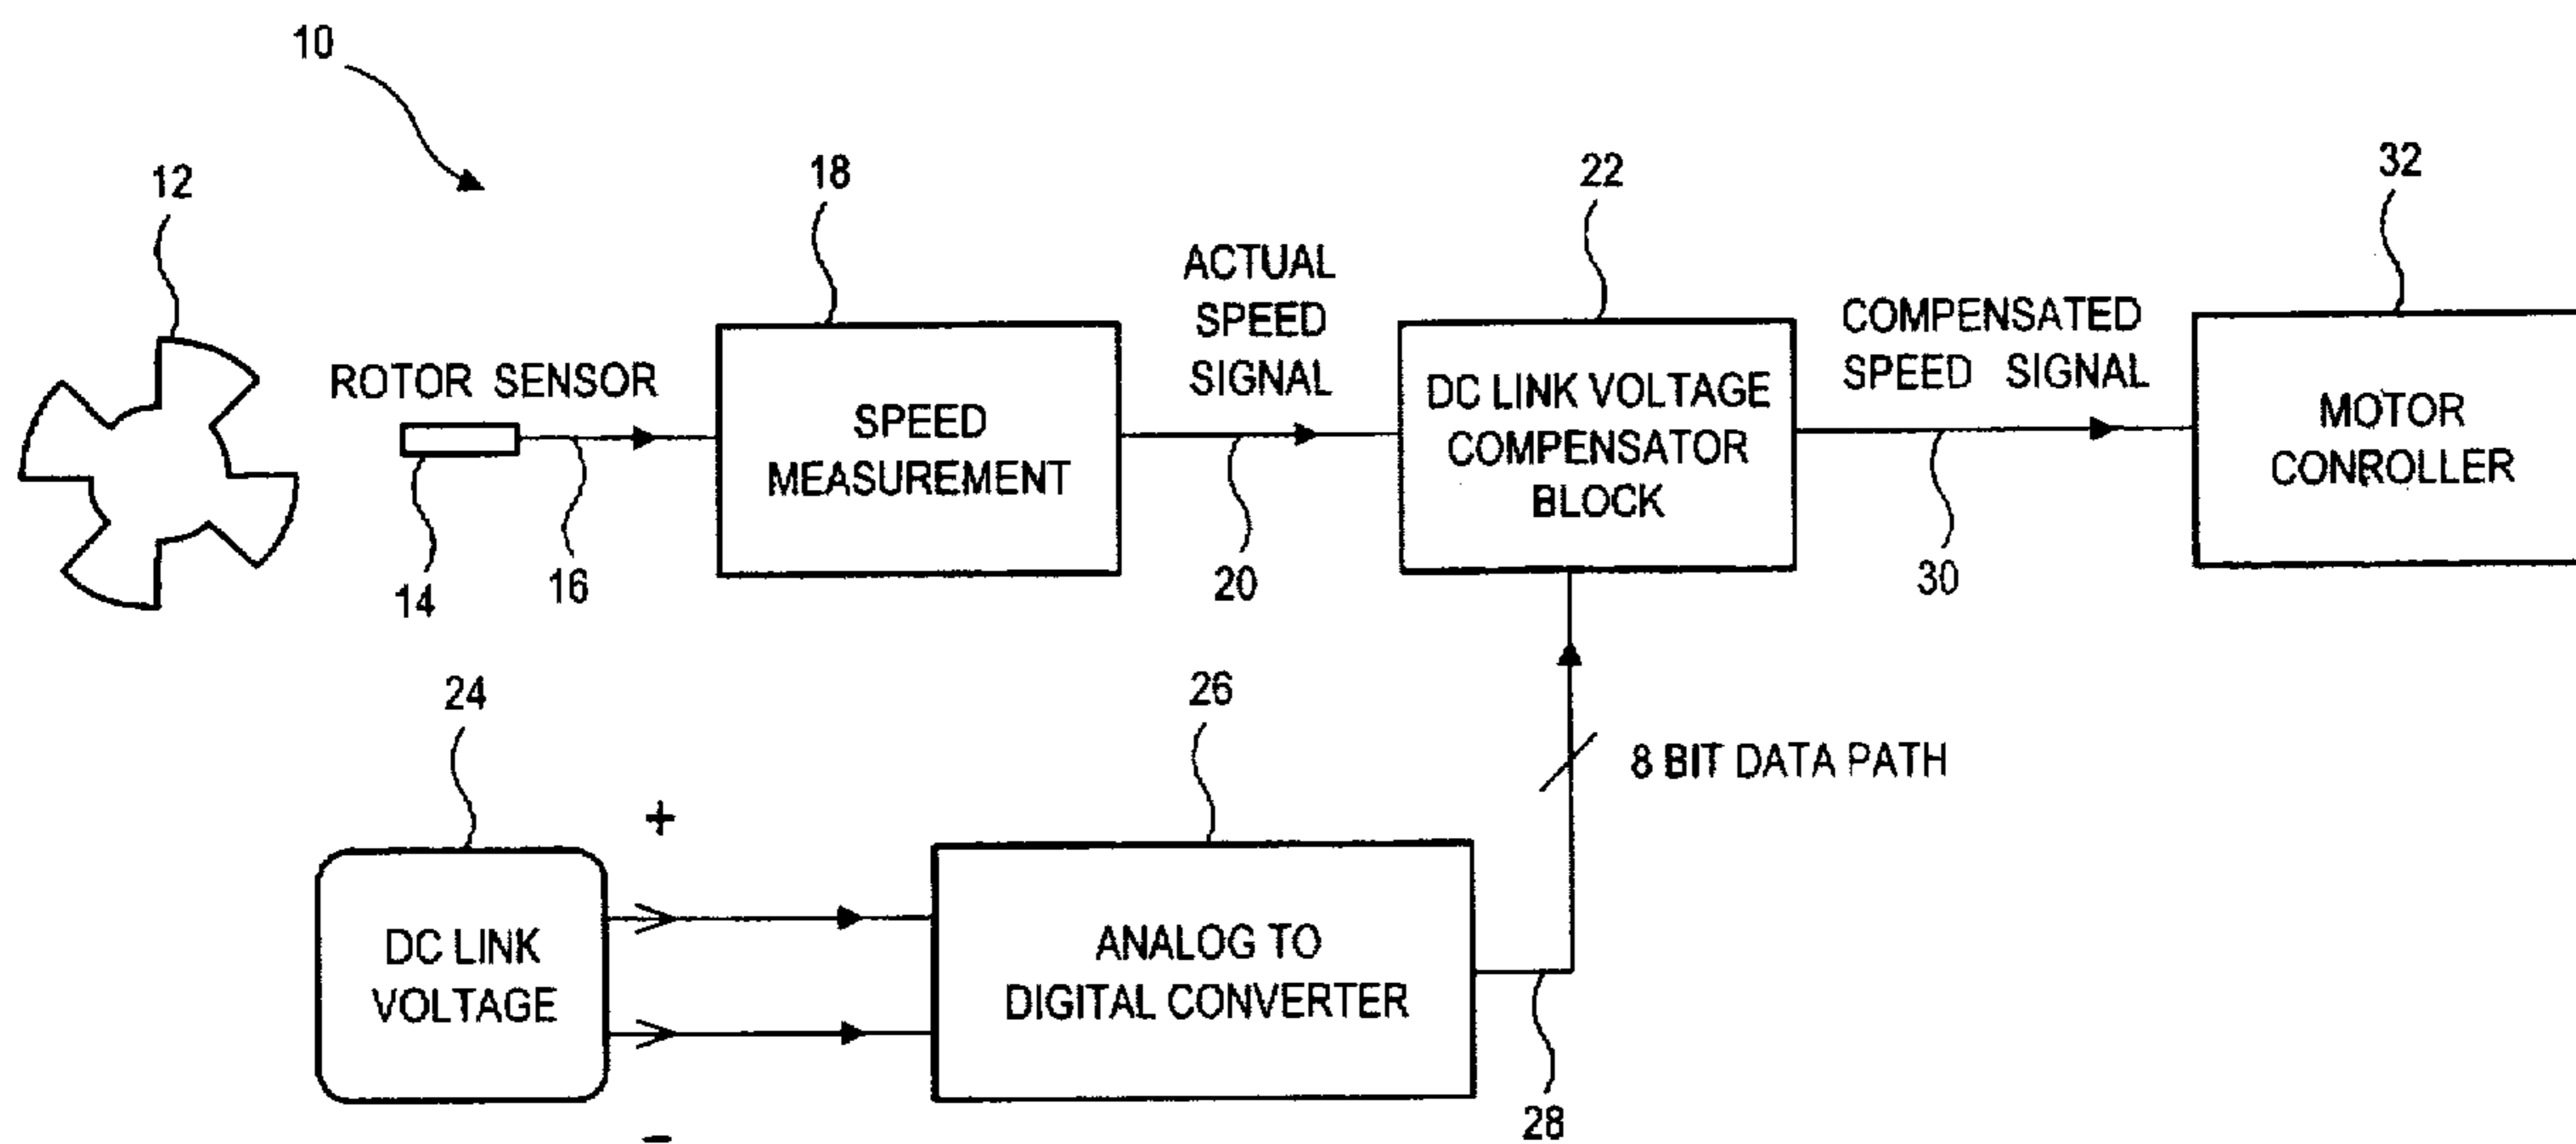 10
12
18
22
32
ACTUAL
SPEED
SIGNAL
COMPENSATED
SPEED SIGNAL
ROTOR SENSOR
SPEED
MEASUREMENT
DC LINK VOLTAGE
COMPENSATOR
BLOCK
MOTOR
CONROLLER
14
16
20
30
24
26
8 BIT DATA PATH
+
DC LINK
VOLTAGE
ANALOG TO
DIGITAL CONVERTER
-
28